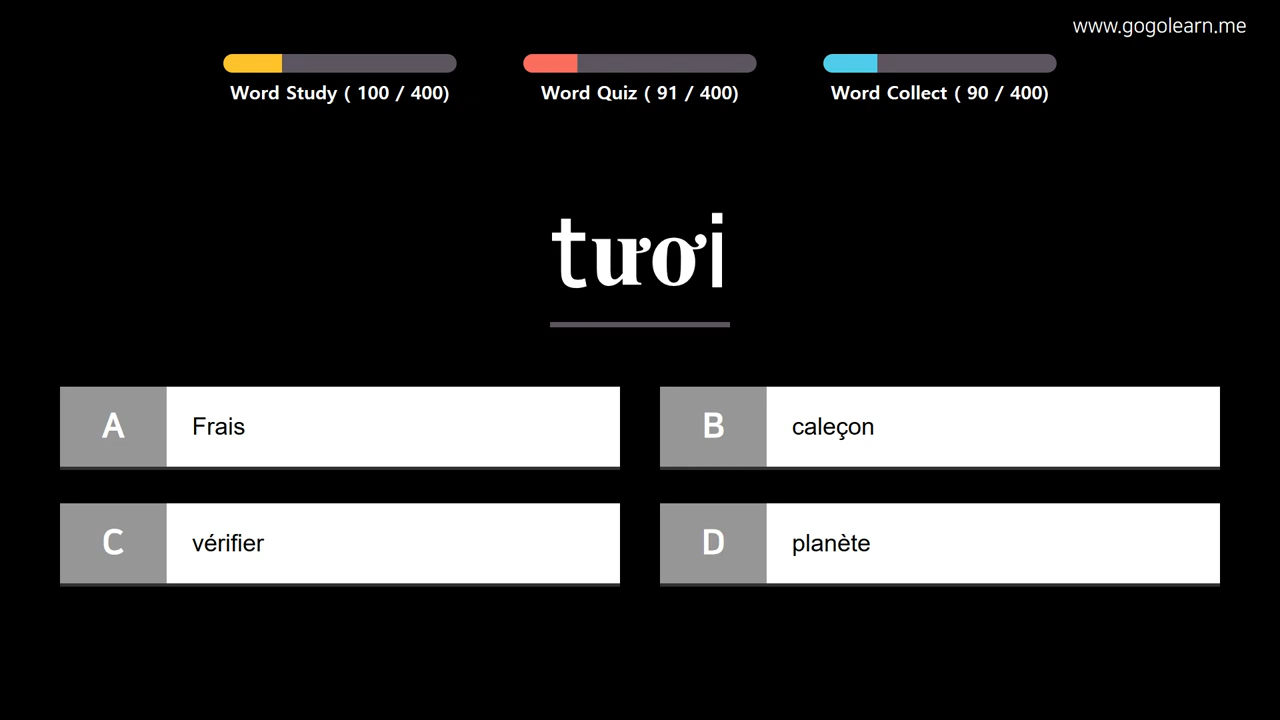 www.gogolearn.me
Word Study ( 100 / 400)
Word Quiz ( 91 / 400)
Word Collect ( 90 / 400)
tươi
A Frais
B caleçon
C vérifier
D planète